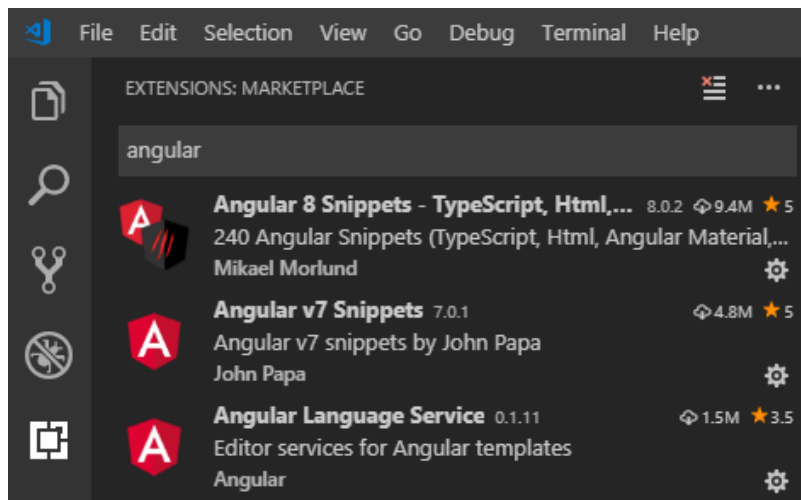 File Edit Selection View Go Debug Terminal Help
EXTENSIONS: MARKETPLACE
angular
Angular 8 Snippets - TypeScript, Html,... 8.0.2 9.4M 5
240 Angular Snippets (TypeScript, Html, Angular Material,...
Mikael Morlund
Angular v7 Snippets 7.0.1 4.8M 5
Angular v7 snippets by John Papa
John Papa
Angular Language Service 0.1.11 1.5M 3.5
Editor services for Angular templates
Angular